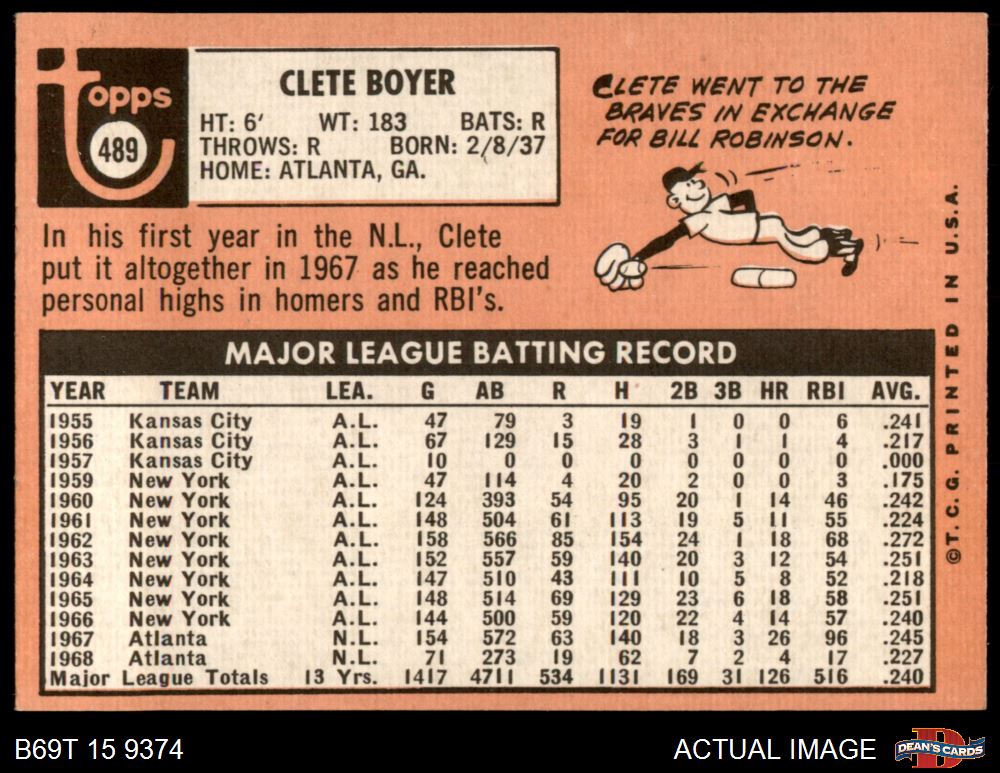 Topps
489
CLETE BOYER
HT: 6' WT: 183 BATS: R
THROWS: R BORN: 2/8/37
HOME: ATLANTA, GA.
CLETE WENT TO THE
BRAVES IN EXCHANGE
FOR BILL ROBINSON.
In his first year in the N.L., Clete
put it altogether in 1967 as he reached
personal highs in homers and RBI's.
MAJOR LEAGUE BATTING RECORD
YEAR TEAM LEA. G AB R H 2B 3B HR RBI AVG.
1955 Kansas City A.L. 47 79 3 19 1 0 0 6 .241
1956 Kansas City A.L. 67 129 15 28 3 1 1 4 .217
1957 Kansas City A.L. 10 0 0 0 0 0 0 0 .000
1959 New York A.L. 47 114 4 20 2 0 0 3 .175
1960 New York A.L. 124 393 54 95 20 1 14 46 .242
1961 New York A.L. 148 504 61 113 19 5 11 55 .224
1962 New York A.L. 158 566 85 154 24 1 18 68 .272
1963 New York A.L. 152 557 59 140 20 3 12 54 .251
1964 New York A.L. 147 510 43 111 10 5 8 52 .218
1965 New York A.L. 148 514 69 129 23 6 18 58 .251
1966 New York A.L. 144 500 59 120 22 4 14 57 .240
1967 Atlanta N.L. 154 572 63 140 18 3 26 96 .245
1968 Atlanta N.L. 71 273 19 62 7 2 4 17 .227
Major League Totals 13 Yrs. 1417 4711 534 1131 169 31 126 516 .240
©T.C.G. PRINTED IN U.S.A.
B69T 15 9374
ACTUAL IMAGE
D
DEAN'S CARDS